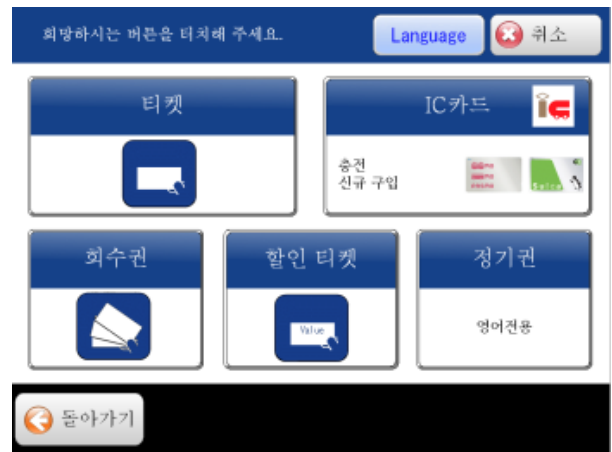 희망하시는 버튼을 터치해 주세요.
Language
취소
티켓
IC카드
충전
신규 구입
Suica
회수권
할인 티켓
정기권
Value
영어전용
돌아가기